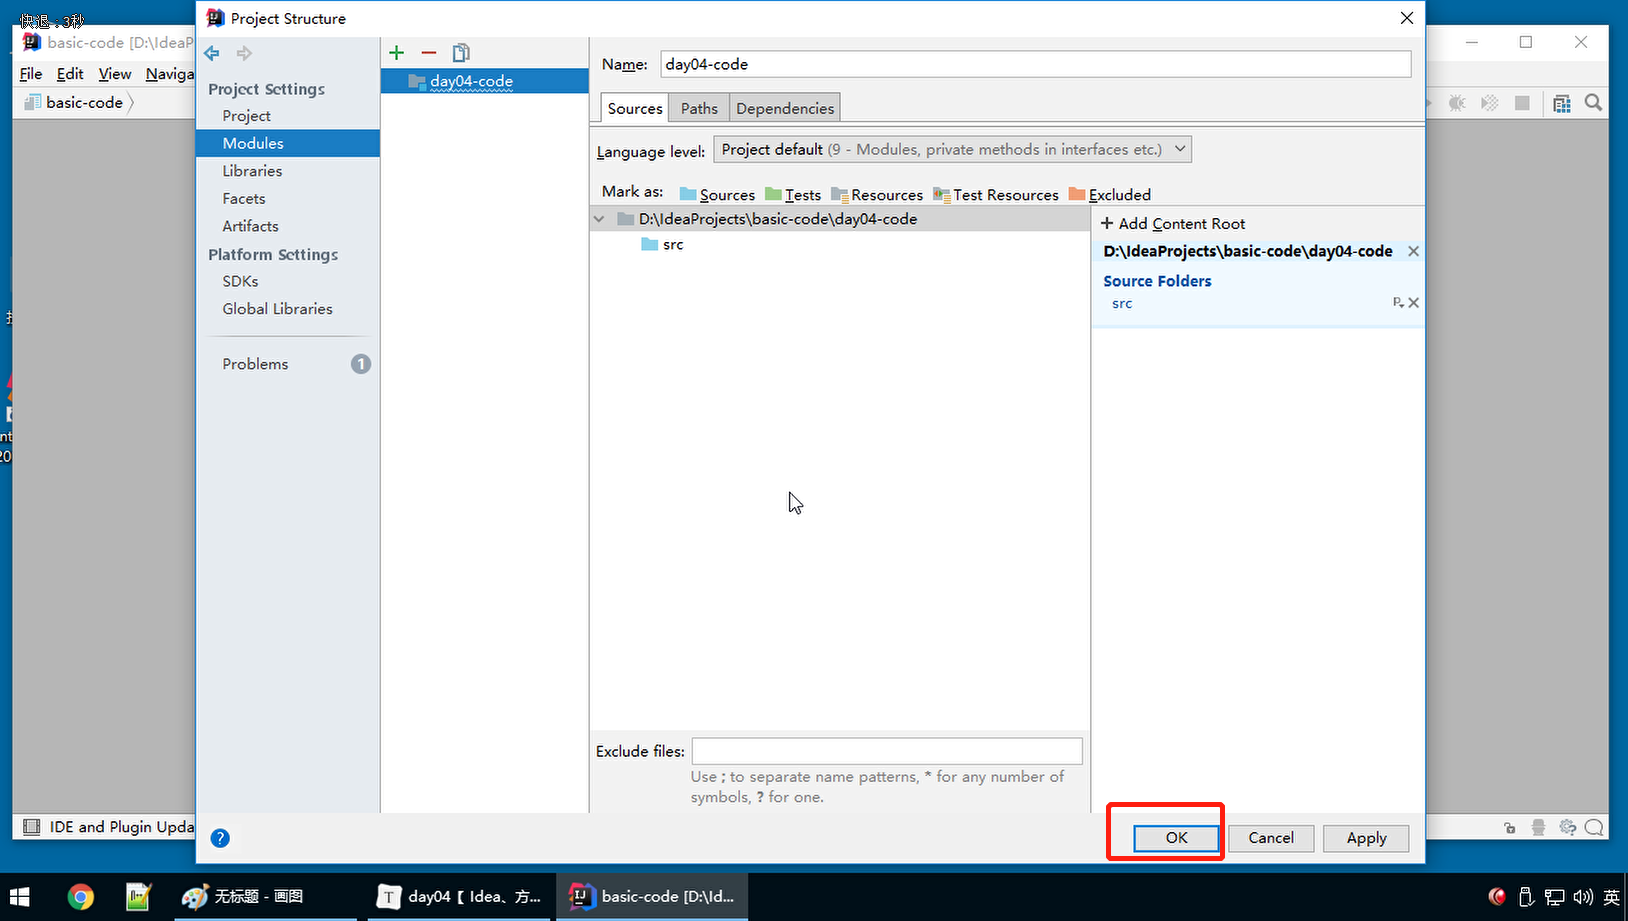 快退：3秒
basic-code [D:\IdeaP
File Edit View Naviga
basic-code
Project Structure
Project Settings
Project
Modules
Libraries
Facets
Artifacts
Platform Settings
SDKs
Global Libraries
Problems 1
day04-code
Name: day04-code
Sources Paths Dependencies
Language level: Project default (9 - Modules, private methods in interfaces etc.)
Mark as: Sources Tests Resources Test Resources Excluded
D:\IdeaProjects\basic-code\day04-code
src
+ Add Content Root
D:\IdeaProjects\basic-code\day04-code
Source Folders
src
Exclude files:
Use ; to separate name patterns, * for any number of
symbols, ? for one.
? OK Cancel Apply
IDE and Plugin Upda
无标题 - 画图
T day04【 Idea、方...
basic-code [D:\Id...
英